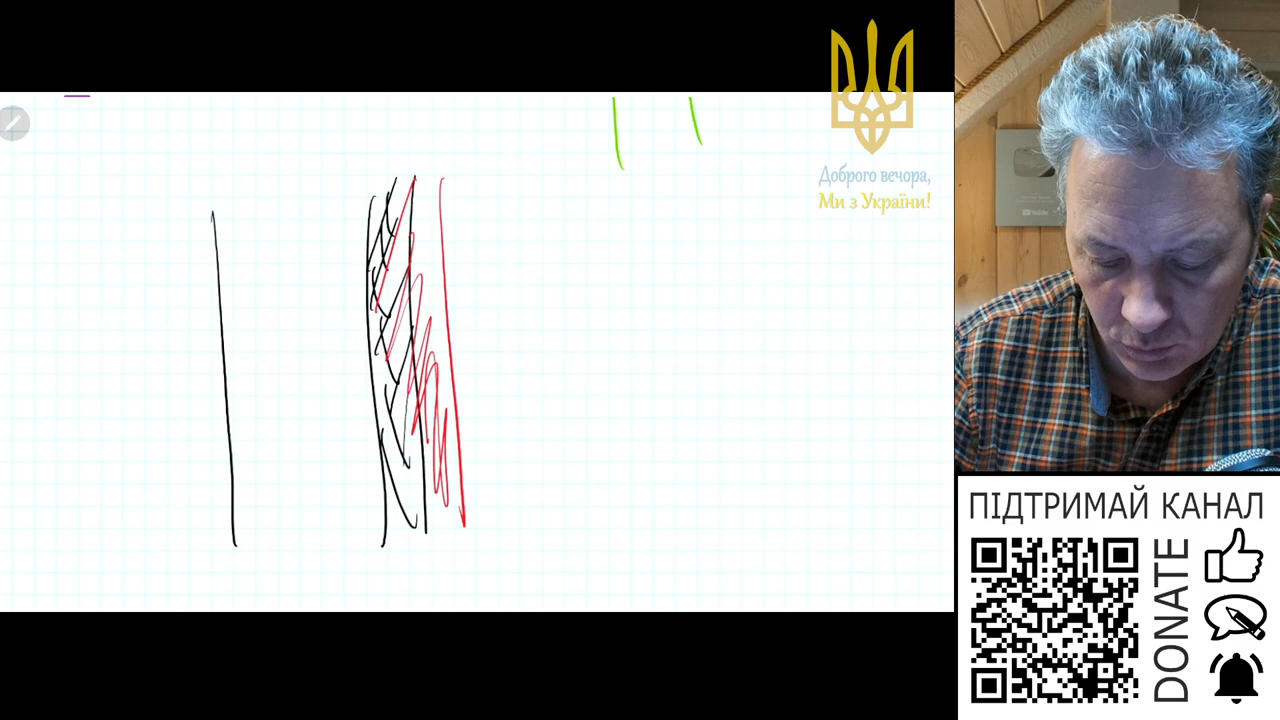 Доброго вечора,
Ми з України!
ПІДТРИМАЙ КАНАЛ
DONATE